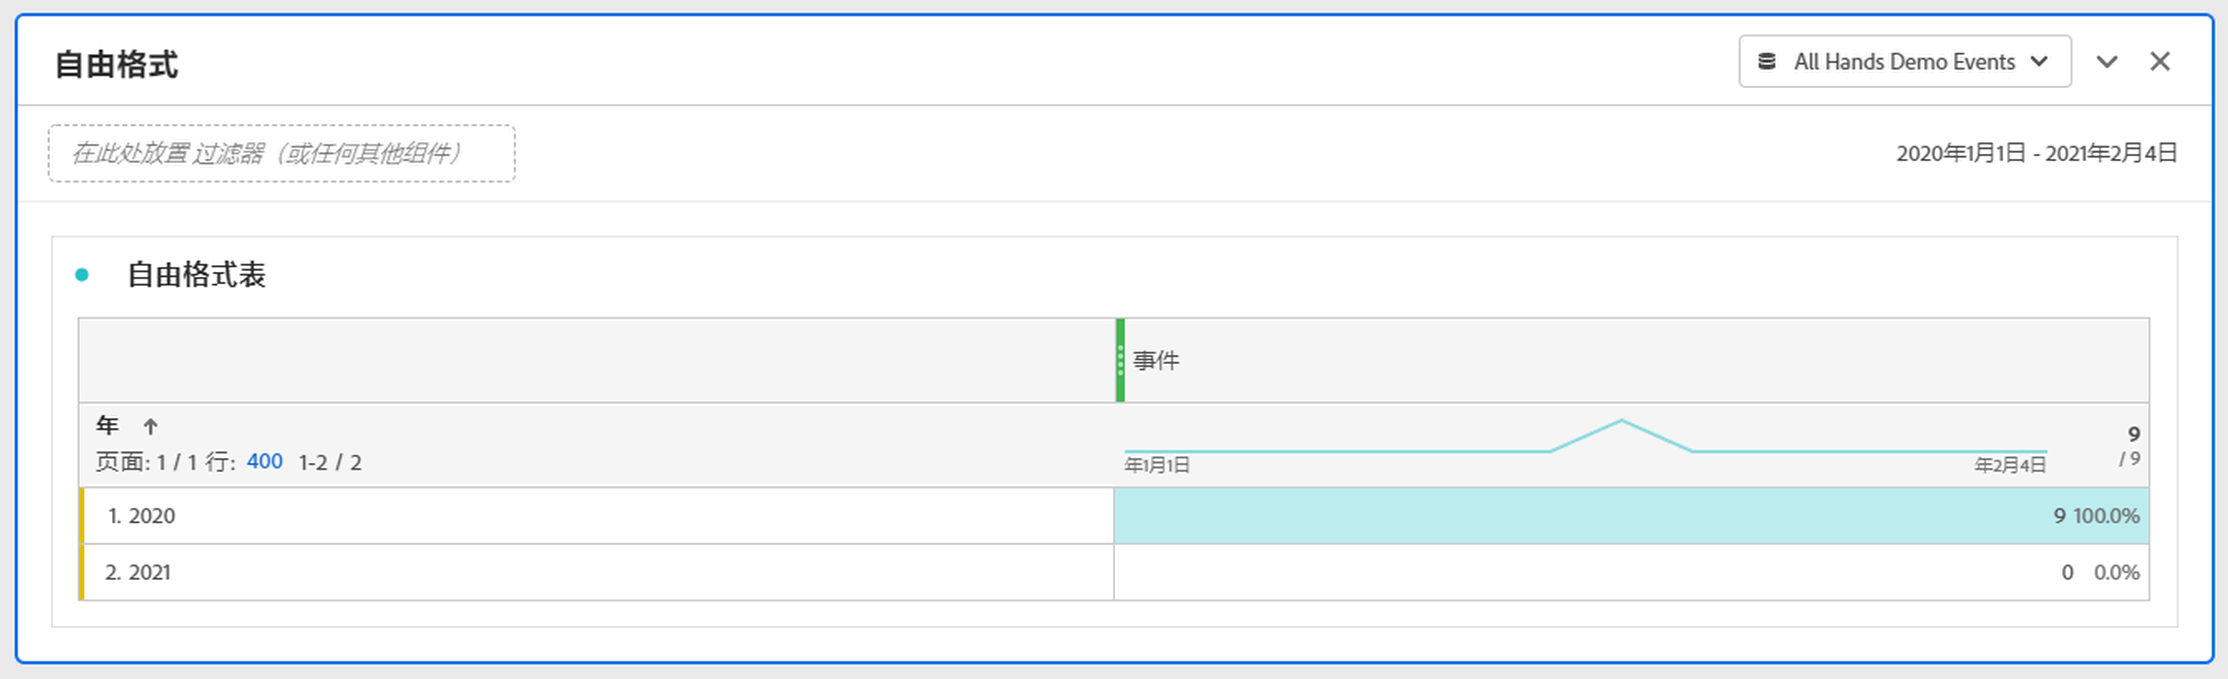 自由格式
All Hands Demo Events
在此处放置 过滤器（或任何其他组件）
2020年1月1日 - 2021年2月4日
自由格式表
事件
年
页面: 1 / 1 行: 400 1-2 / 2
年1月1日
年2月4日
9
/ 9
1. 2020
9 100.0%
2. 2021
0 0.0%